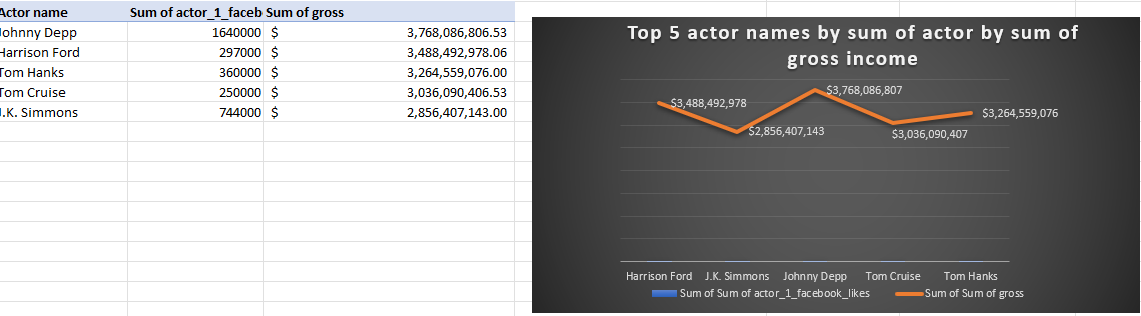 Actor name Sum of actor_1_faceb Sum of gross
Johnny Depp 1640000 $ 3,768,086,806.53
Harrison Ford 297000 $ 3,488,492,978.06
Tom Hanks 360000 $ 3,264,559,076.00
Tom Cruise 250000 $ 3,036,090,406.53
J.K. Simmons 744000 $ 2,856,407,143.00
Top 5 actor names by sum of actor by sum of
gross income
$3,768,086,807
$3,488,492,978
$3,264,559,076
$2,856,407,143
$3,036,090,407
Harrison Ford J.K. Simmons Johnny Depp Tom Cruise Tom Hanks
Sum of Sum of actor_1_facebook_likes Sum of Sum of gross